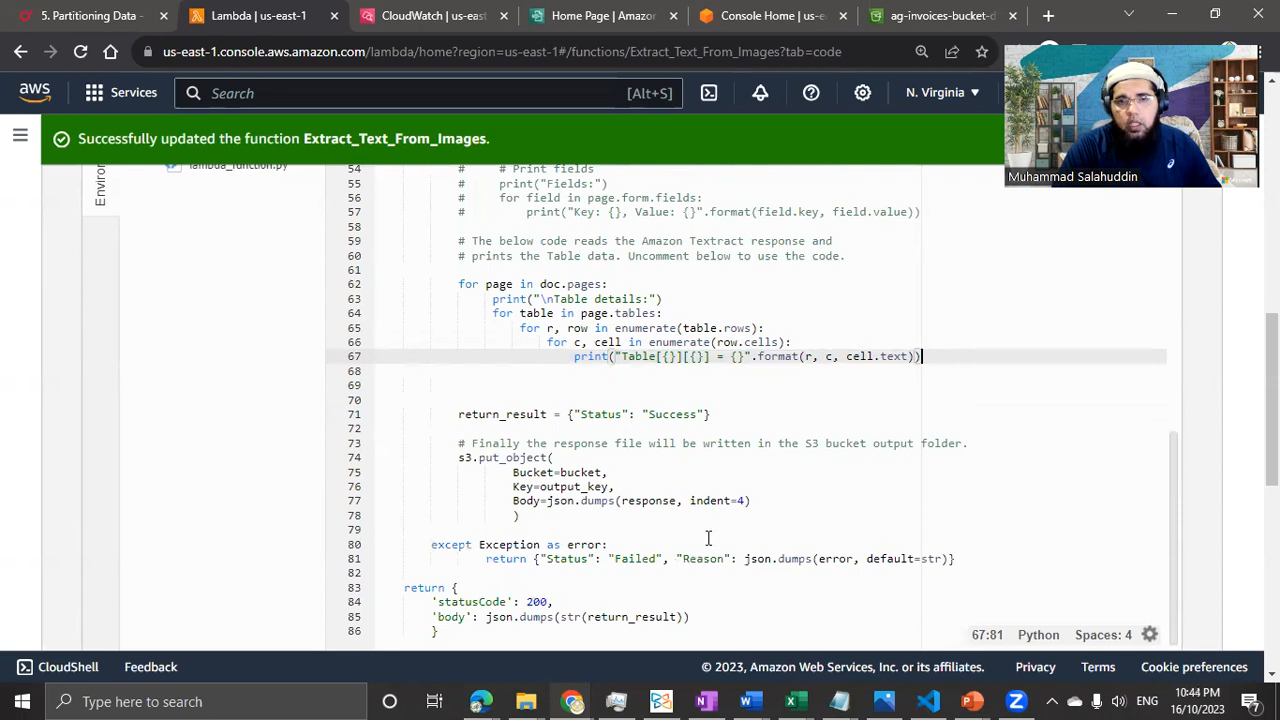 5. Partitioning Data -
Lambda | us-east-1
CloudWatch | us-east
Home Page | Amazon
Console Home | us-e
ag-invoices-bucket-d
us-east-1.console.aws.amazon.com/lambda/home?region=us-east-1#/functions/Extract_Text_From_Images?tab=code
aws Services Search [Alt+S] N. Virginia
Successfully updated the function Extract_Text_From_Images.
Muhammad Salahuddin
Environ
lambda_function.py
54 # # Print fields
55 # print("Fields:")
56 # for field in page.form.fields:
57 # print("Key: {}, Value: {}".format(field.key, field.value))
58
59 # The below code reads the Amazon Textract response and
60 # prints the Table data. Uncomment below to use the code.
61
62 for page in doc.pages:
63 print("\nTable details:")
64 for table in page.tables:
65 for r, row in enumerate(table.rows):
66 for c, cell in enumerate(row.cells):
67 print("Table[{}][{}] = {}".format(r, c, cell.text))
68
69
70
71 return_result = {"Status": "Success"}
72
73 # Finally the response file will be written in the S3 bucket output folder.
74 s3.put_object(
75 Bucket=bucket,
76 Key=output_key,
77 Body=json.dumps(response, indent=4)
78 )
79
80 except Exception as error:
81 return {"Status": "Failed", "Reason": json.dumps(error, default=str)}
82
83 return {
84 'statusCode': 200,
85 'body': json.dumps(str(return_result))
86 }
67:81 Python Spaces: 4
CloudShell Feedback © 2023, Amazon Web Services, Inc. or its affiliates. Privacy Terms Cookie preferences
Type here to search
ENG
10:44 PM
16/10/2023
7